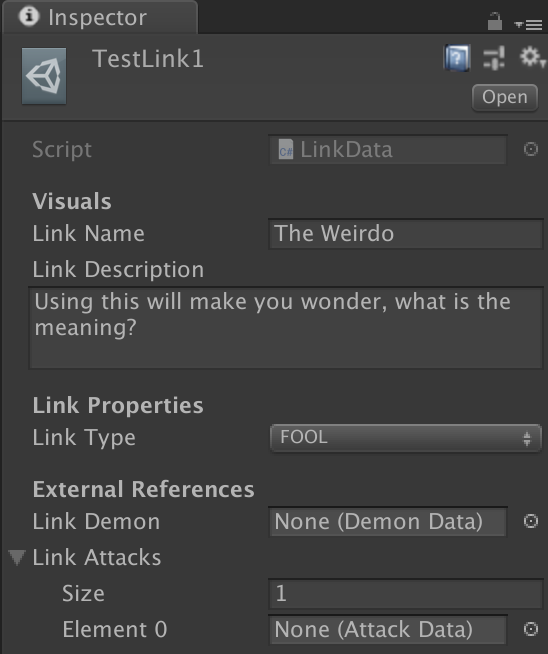 Inspector
TestLink1
Open
Script C# LinkData
Visuals
Link Name The Weirdo
Link Description
Using this will make you wonder, what is the
meaning?
Link Properties
Link Type FOOL
External References
Link Demon None (Demon Data)
Link Attacks
Size 1
Element 0 None (Attack Data)